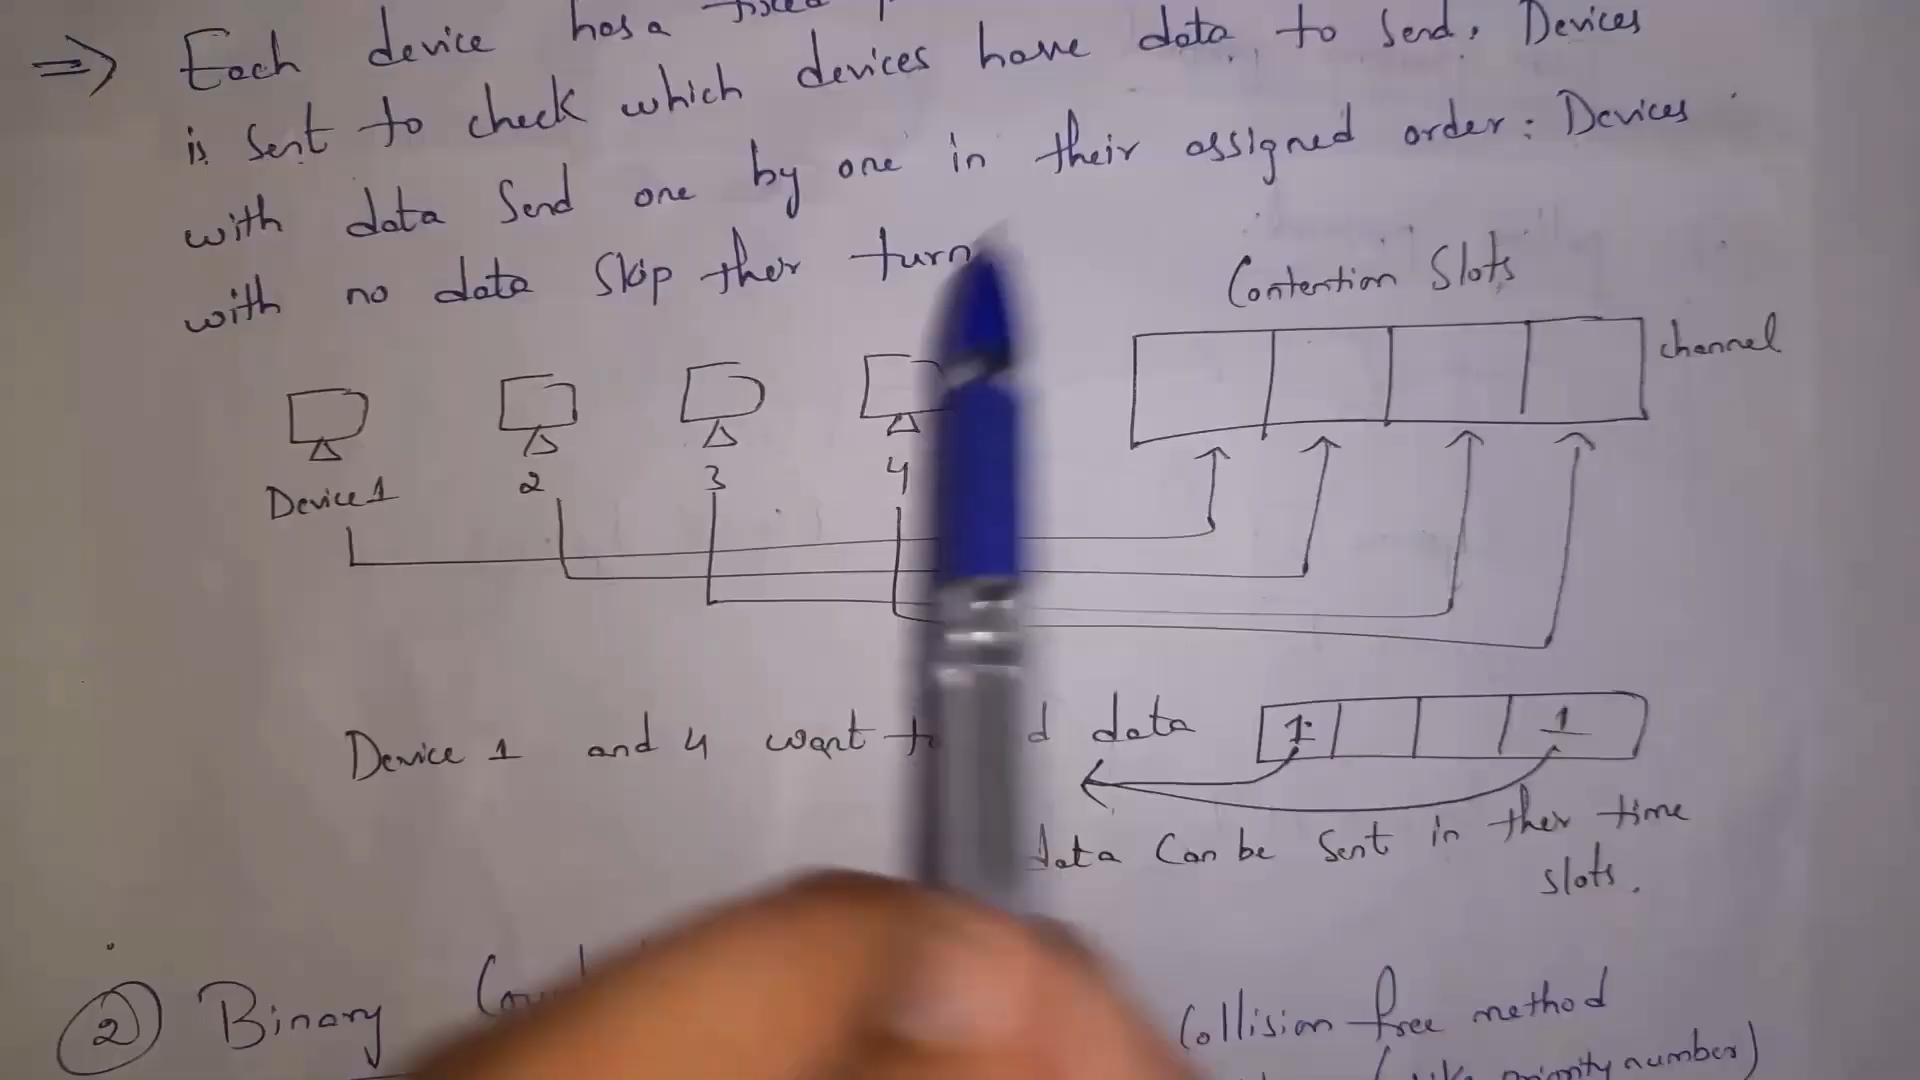 ⇒ Each device has a
is sent to check which devices have data to send. Devices
with data send one by one in their assigned order. Devices
with no data skip their turn
Contention Slots
channel
Device 1
2
3
4
Device 1 and 4 want d data
1 1
data can be sent in their time
slots.
② Binary
Collision free method
priority number)